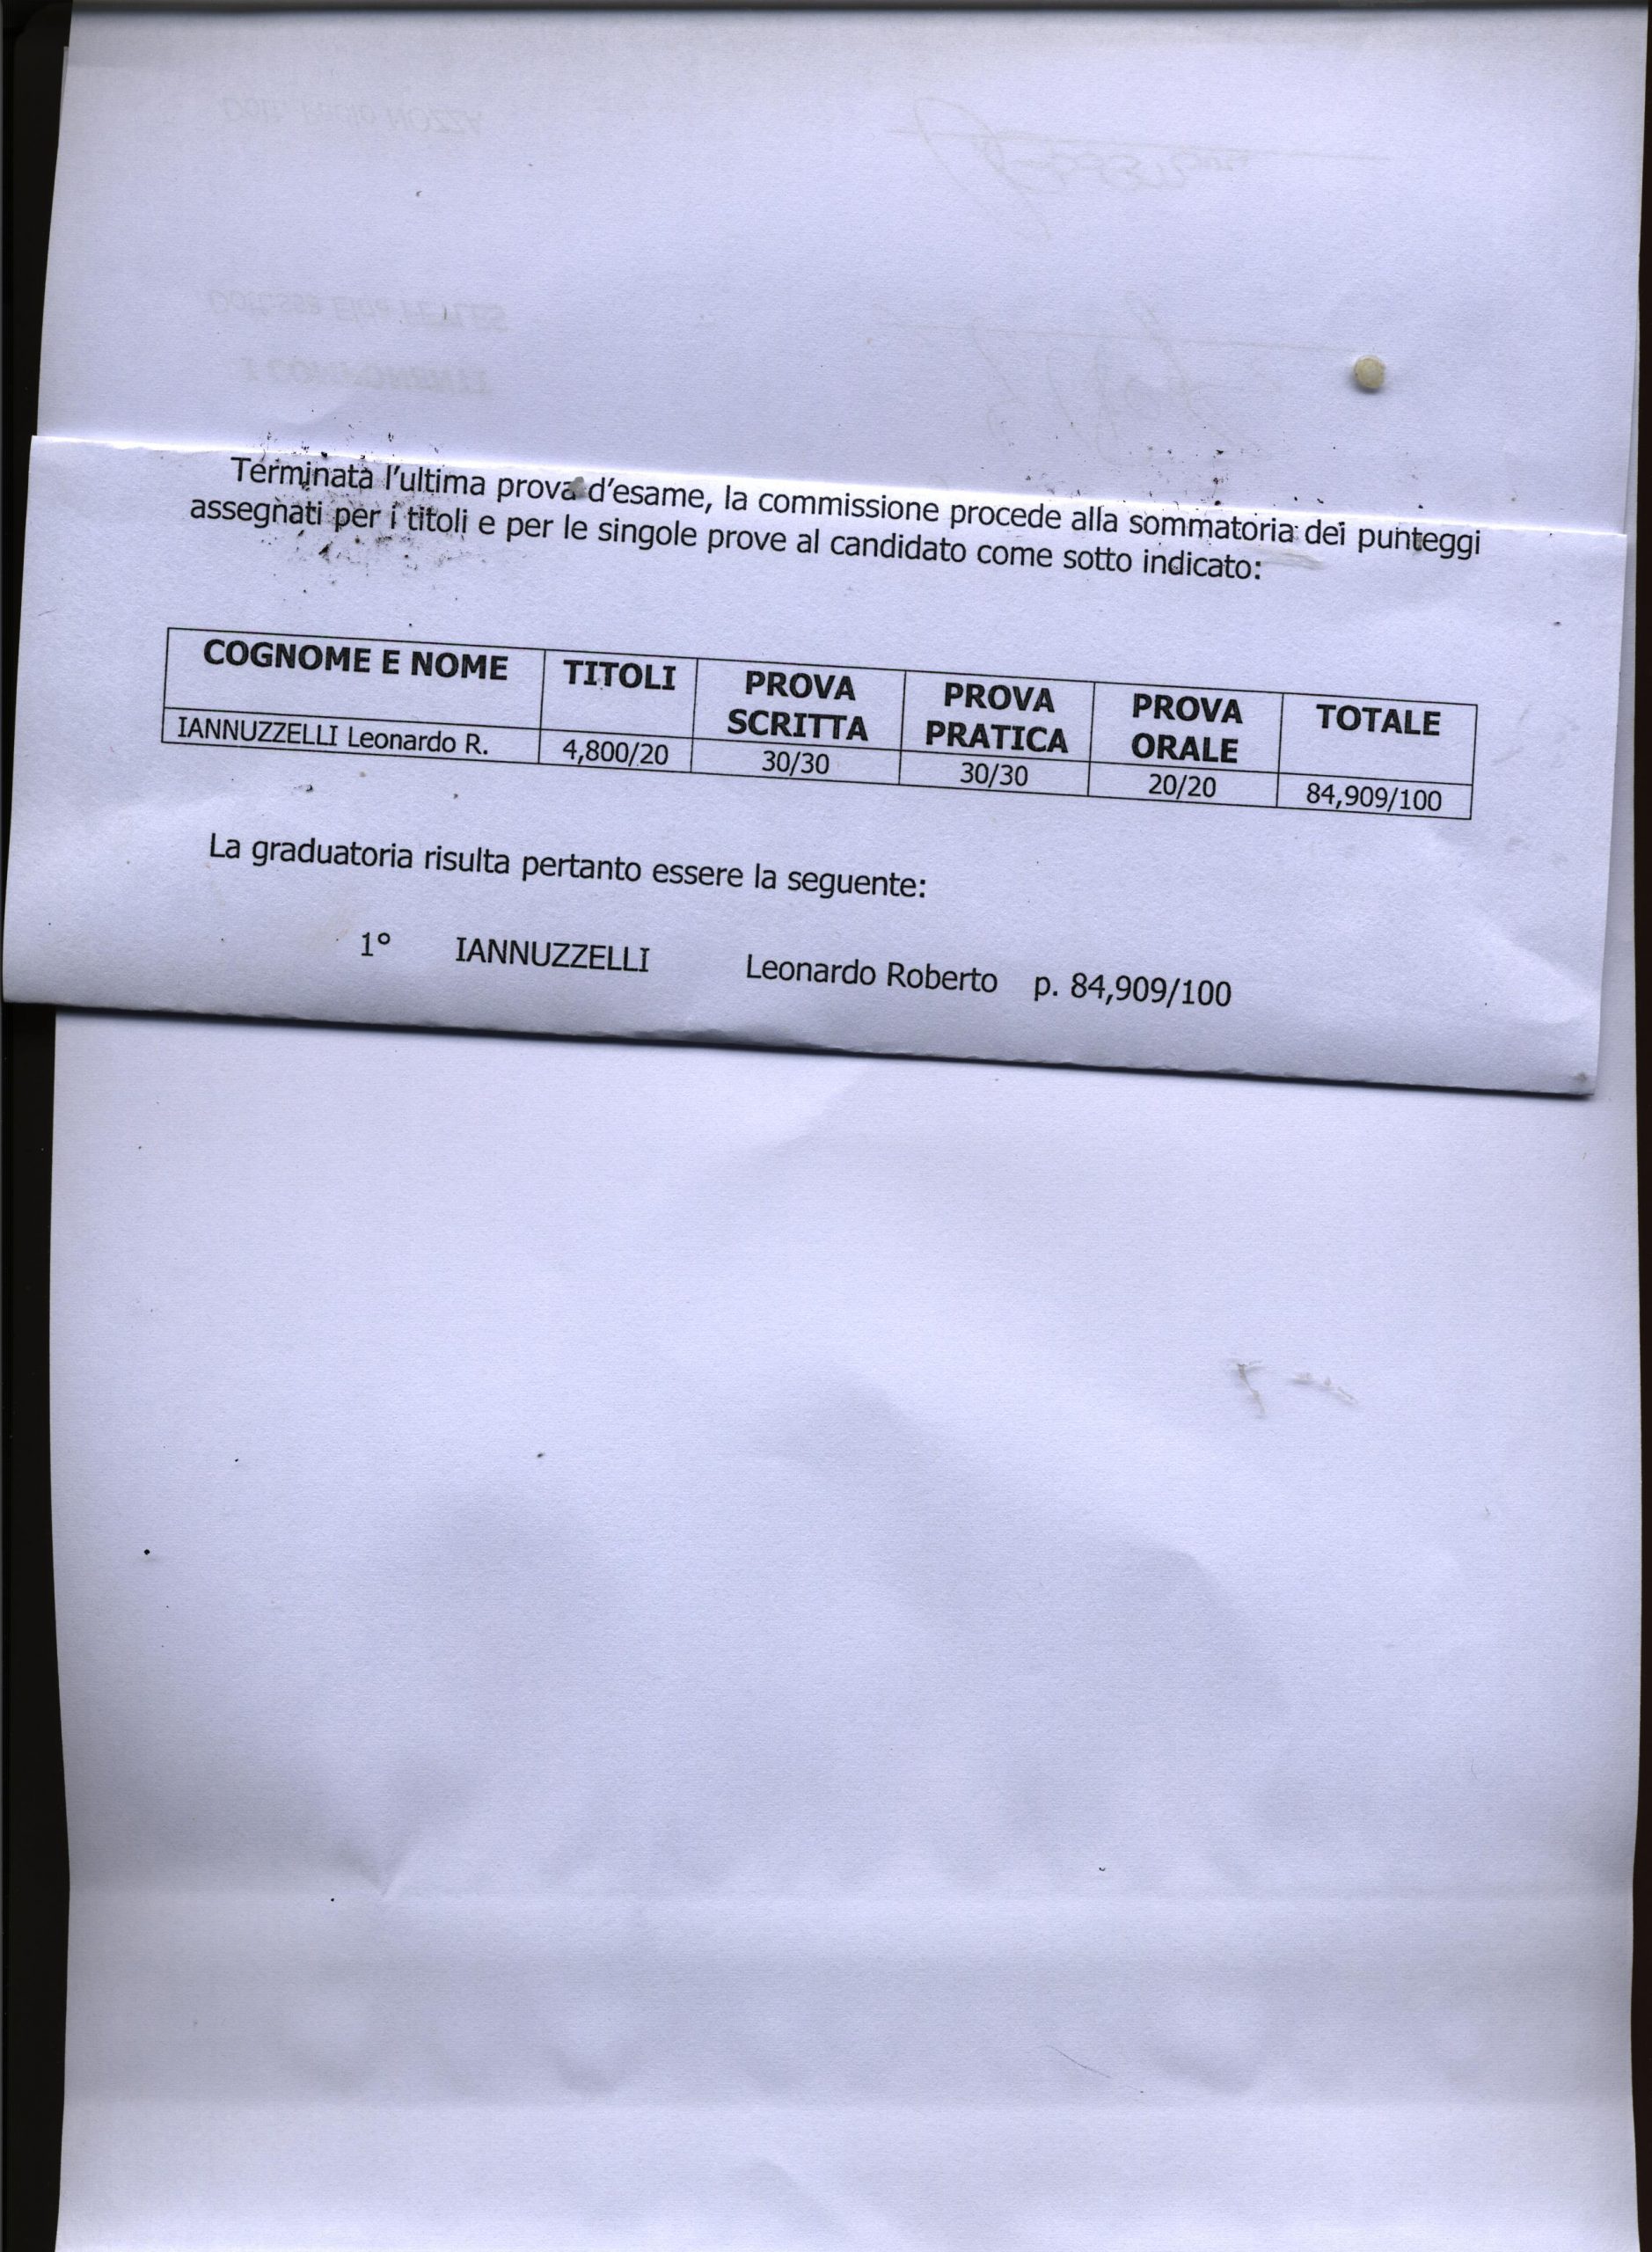 Terminata l'ultima prova d'esame, la commissione procede alla sommatoria dei punteggi
assegnati per i titoli e per le singole prove al candidato come sotto indicato:
COGNOME E NOME TITOLI PROVA SCRITTA PROVA PRATICA PROVA ORALE TOTALE
IANNUZZELLI Leonardo R. 4,800/20 30/30 30/30 20/20 84,909/100
La graduatoria risulta pertanto essere la seguente:
1° IANNUZZELLI Leonardo Roberto p. 84,909/100